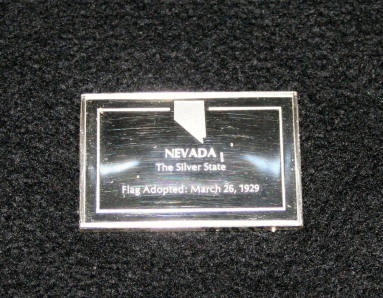 NEVADA
The Silver State
Flag Adopted: March 26, 1929